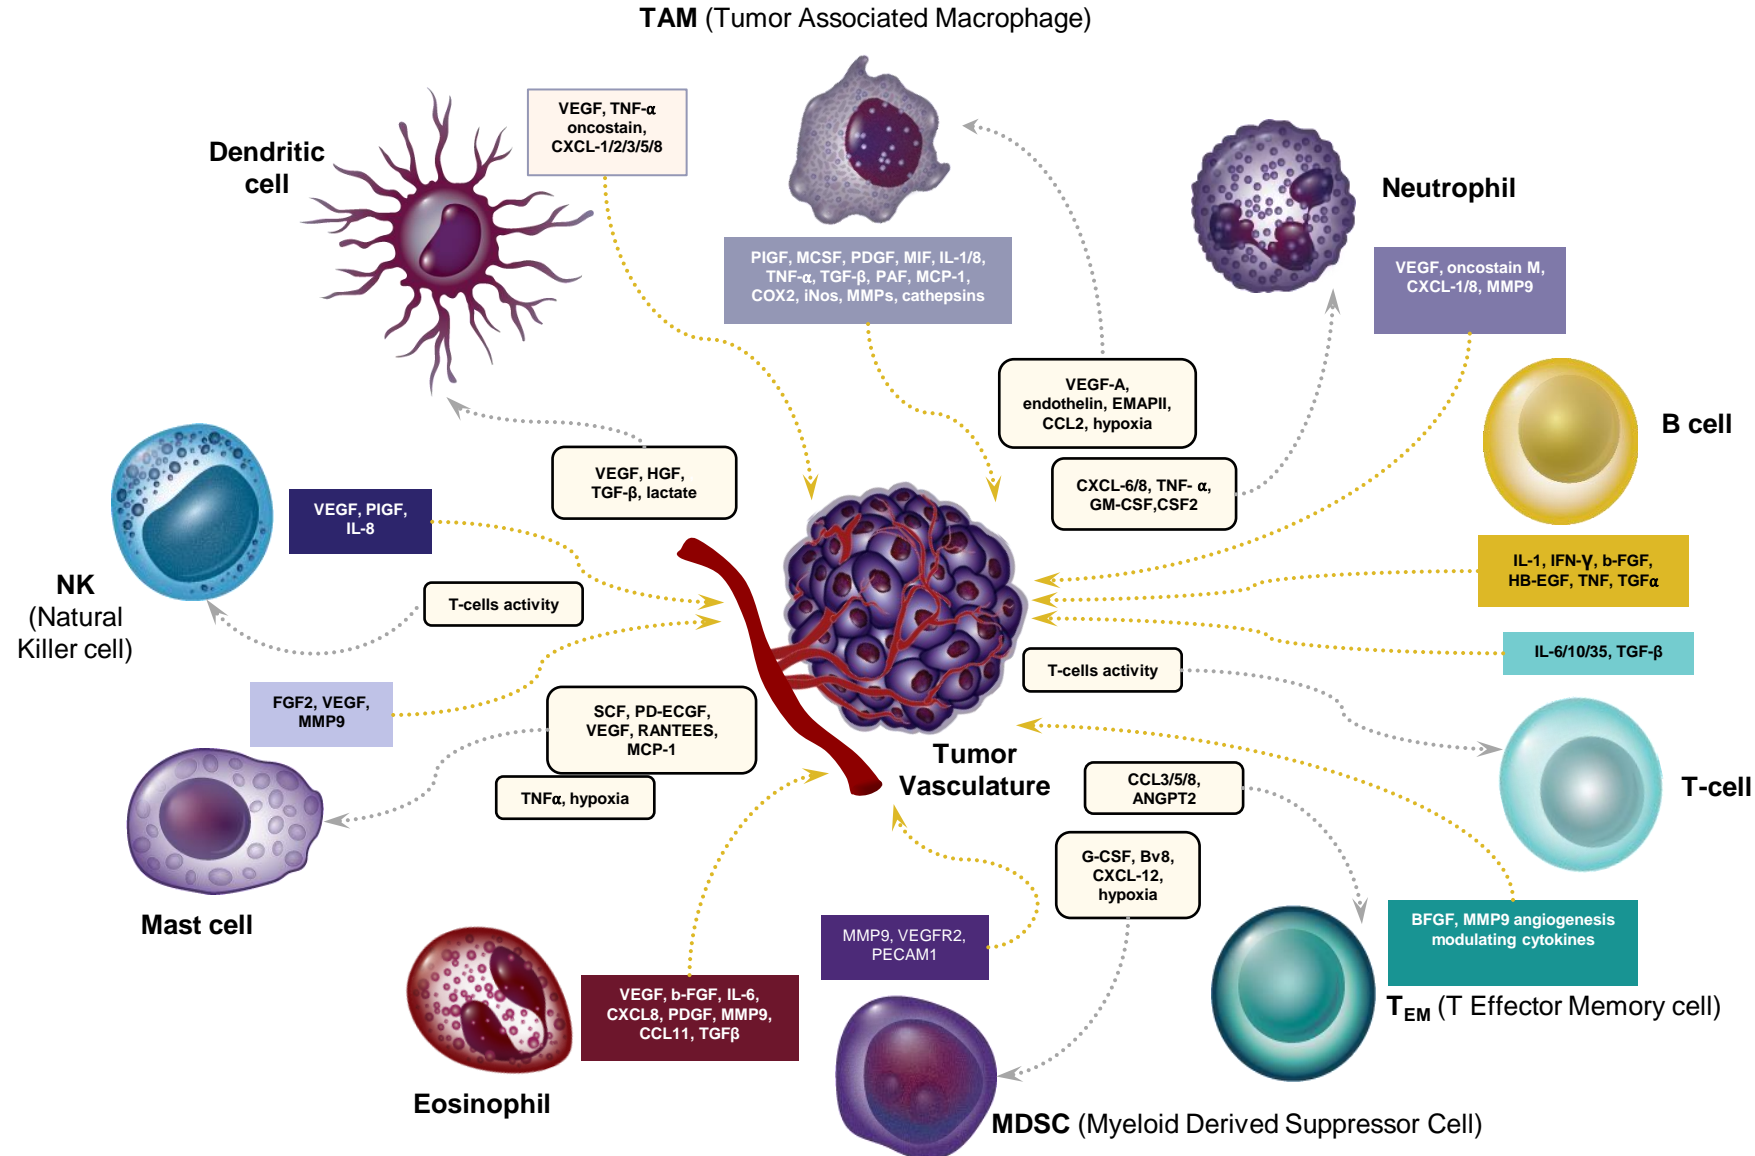 TAM (Tumor Associated Macrophage)
VEGF, TNF-α
oncostain,
CXCL-1/2/3/5/8
Dendritic
cell
Neutrophil
PIGF, MCSF, PDGF, MIF, IL-1/8,
TNF-α, TGF-β, PAF, MCP-1,
COX2, iNos, MMPs, cathepsins
VEGF, oncostain M,
CXCL-1/8, MMP9
VEGF-A,
endothelin, EMAPII,
CCL2, hypoxia
B cell
VEGF, HGF,
TGF-β, lactate
CXCL-6/8, TNF- α,
GM-CSF,CSF2
VEGF, PIGF,
IL-8
IL-1, IFN-γ, b-FGF,
HB-EGF, TNF, TGFα
NK
(Natural
Killer cell)
T-cells activity
IL-6/10/35, TGF-β
T-cells activity
FGF2, VEGF,
MMP9
SCF, PD-ECGF,
VEGF, RANTEES,
MCP-1
TNFα, hypoxia
Tumor
Vasculature
CCL3/5/8,
ANGPT2
T-cell
G-CSF, Bv8,
CXCL-12,
hypoxia
Mast cell
MMP9, VEGFR2,
PECAM1
BFGF, MMP9 angiogenesis
modulating cytokines
VEGF, b-FGF, IL-6,
CXCL8, PDGF, MMP9,
CCL11, TGFβ
TEM (T Effector Memory cell)
Eosinophil
MDSC (Myeloid Derived Suppressor Cell)